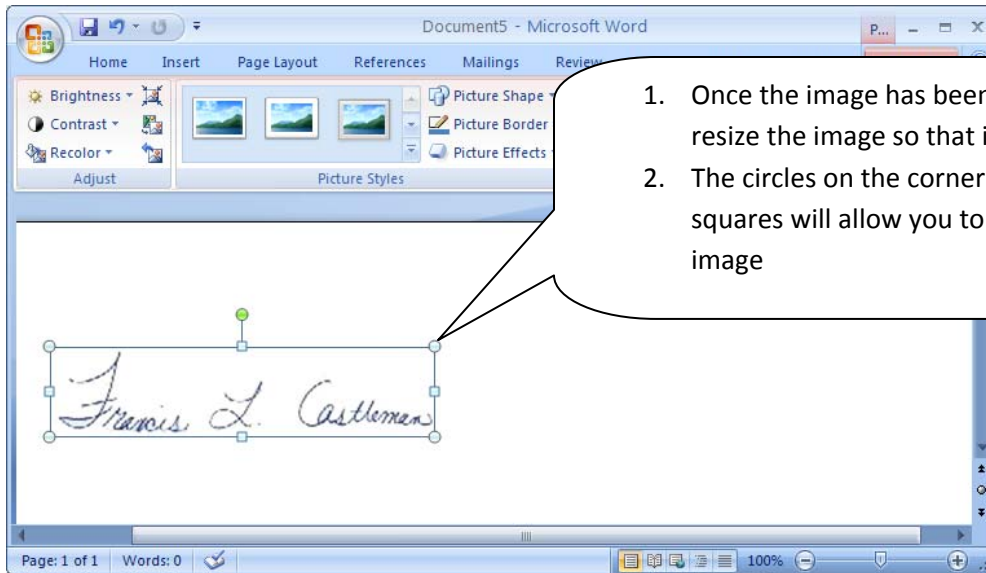 Document5 - Microsoft Word
P...
Home Insert Page Layout References Mailings Review
Brightness
Contrast
Recolor
Adjust
Picture Shape
Picture Border
Picture Effects
Picture Styles
1. Once the image has been
resize the image so that i
2. The circles on the corner
squares will allow you to
image
Francis L. Castleman
Page: 1 of 1 Words: 0
100%